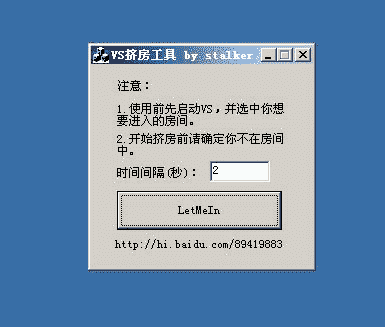 VS挤房工具 by stalker
注意：
1.使用前先启动VS，并选中你想
要进入的房间。
2.开始挤房前请确定你不在房间
中。
时间间隔(秒)：
2
LetMeIn
http://hi.baidu.com/89419883